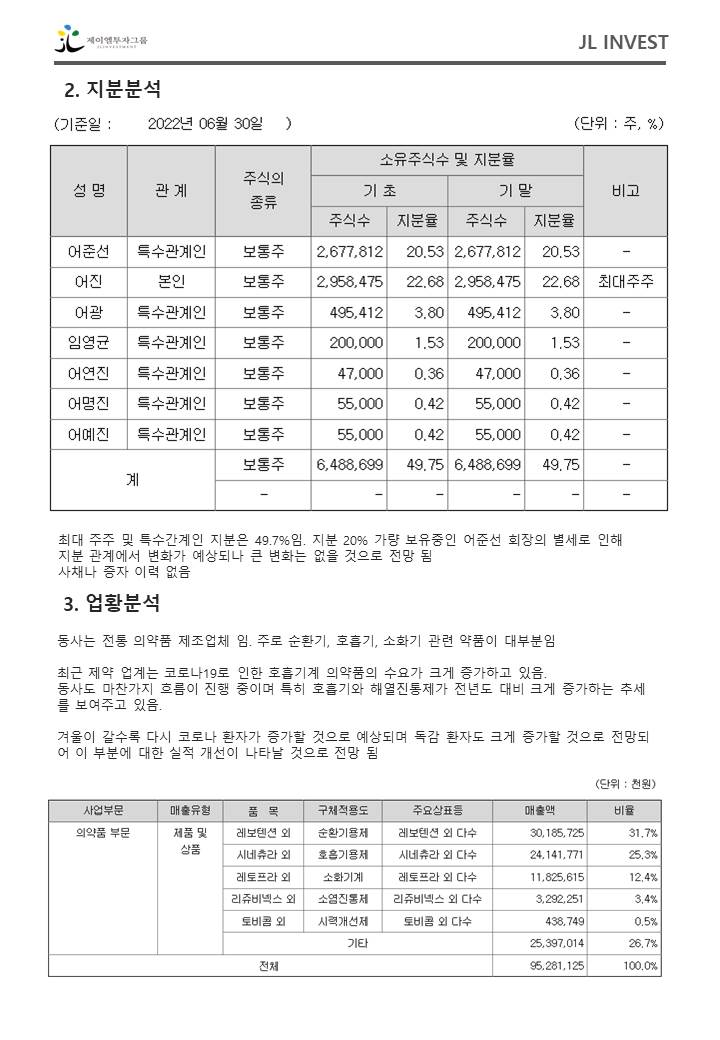 제이엘투자그룹
JLINVESTMENT
JL INVEST
2. 지분분석
(기준일 : 2022년 06월 30일 )
(단위 : 주, %)
성 명 관 계 주식의 종류 소유주식수 및 지분율 비고
기 초 기 말
주식수 지분율 주식수 지분율
어준선 특수관계인 보통주 2,677,812 20.53 2,677,812 20.53 -
어진 본인 보통주 2,958,475 22.68 2,958,475 22.68 최대주주
어광 특수관계인 보통주 495,412 3.80 495,412 3.80 -
임영균 특수관계인 보통주 200,000 1.53 200,000 1.53 -
어연진 특수관계인 보통주 47,000 0.36 47,000 0.36 -
어명진 특수관계인 보통주 55,000 0.42 55,000 0.42 -
어예진 특수관계인 보통주 55,000 0.42 55,000 0.42 -
계 보통주 6,488,699 49.75 6,488,699 49.75 -
- - - - - -
최대 주주 및 특수간계인 지분은 49.7%임. 지분 20% 가량 보유중인 어준선 회장의 별세로 인해
지분 관계에서 변화가 예상되나 큰 변화는 없을 것으로 전망 됨
사채나 증자 이력 없음
3. 업황분석
동사는 전통 의약품 제조업체 임. 주로 순환기, 호흡기, 소화기 관련 약품이 대부분임
최근 제약 업계는 코로나19로 인한 호흡기계 의약품의 수요가 크게 증가하고 있음.
동사도 마찬가지 흐름이 진행 중이며 특히 호흡기와 해열진통제가 전년도 대비 크게 증가하는 추세
를 보여주고 있음.
겨울이 갈수록 다시 코로나 환자가 증가할 것으로 예상되며 독감 환자도 크게 증가할 것으로 전망되
어 이 부분에 대한 실적 개선이 나타날 것으로 전망 됨
(단위 : 천원)
사업부문 매출유형 품 목 구체적용도 주요상표등 매출액 비율
의약품 부문 제품 및 상품 레보텐션 외 순환기용제 레보텐션 외 다수 30,185,725 31.7%
시네츄라 외 호흡기용제 시네츄라 외 다수 24,141,771 25.3%
레토프라 외 소화기계 레토프라 외 다수 11,825,615 12.4%
리쥬비넥스 외 소염진통제 리쥬비넥스 외 다수 3,292,251 3.4%
토비콤 외 시력개선제 토비콤 외 다수 438,749 0.5%
기타 25,397,014 26.7%
전체 95,281,125 100.0%